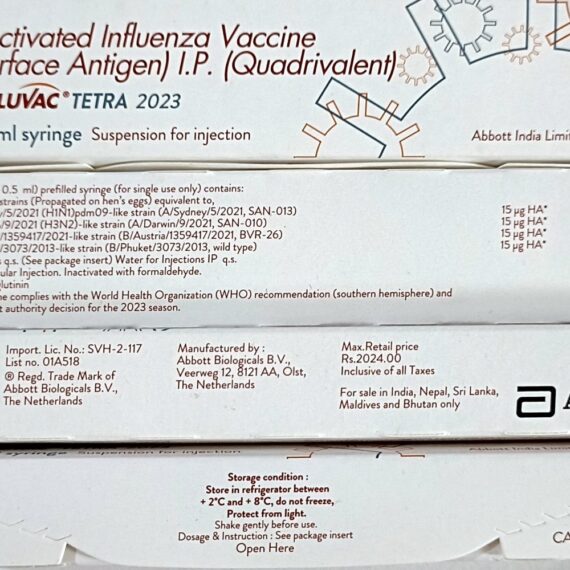 ctivated Influenza Vaccine
rface Antigen) I.P. (Quadrivalent)
LUVAC® TETRA 2023
ml syringe Suspension for injection
Abbott India Limit
0.5 ml) prefilled syringe (for single use only) contains:
strains (Propagated on hen's eggs) equivalent to,
/5/2021 (H1N1)pdm09-like strain (A/Sydney/5/2021, SAN-013) 15 µg HA*
/9/2021 (H3N2)-like strain (A/Darwin/9/2021, SAN-010) 15 µg HA*
/1359417/2021-like strain (B/Austria/1359417/2021, BVR-26) 15 µg HA*
/3073/2013-like strain (B/Phuket/3073/2013, wild type) 15 µg HA*
q.s. (See package insert) Water for Injections IP q.s.
ular Injection. Inactivated with formaldehyde.
lutinin
ne complies with the World Health Organization (WHO) recommendation (southern hemisphere) and
t authority decision for the 2023 season.
Import. Lic. No.: SVH-2-117
List no. 01A518
® Regd. Trade Mark of
Abbott Biologicals B.V.,
The Netherlands
Manufactured by :
Abbott Biologicals B.V.,
Veerweg 12, 8121 AA, Olst,
The Netherlands
Max.Retail price
Rs.2024.00
Inclusive of all Taxes
For sale in India, Nepal, Sri Lanka,
Maldives and Bhutan only
syringe Suspension for injection
Abbott India Limit
Storage condition :
Store in refrigerator between
+ 2°C and + 8°C, do not freeze,
Protect from light.
Shake gently before use.
Dosage & Instruction : See package insert
Open Here
CA